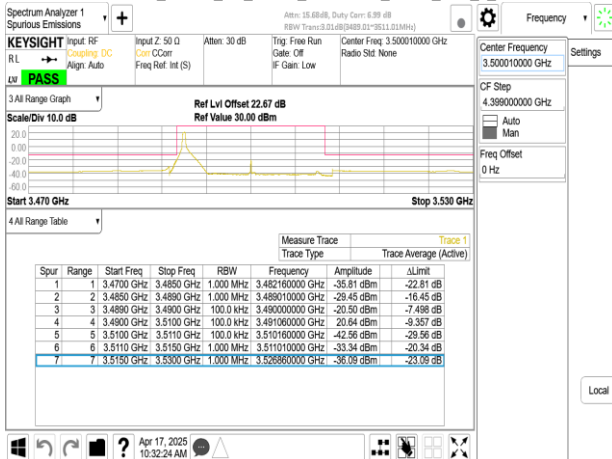 Spectrum Analyzer 1
Spurious Emissions
Attn: 15.68dB, Duty Corr: 6.99 dB
RBW Trans:3.01dB(3489.01~3511.01MHz)
Frequency
KEYSIGHT
RL
PASS
Input: RF
Coupling: DC
Align: Auto
Input Z: 50 Ω
Corr CCorr
Freq Ref: Int (S)
Atten: 30 dB
Trig: Free Run
Gate: Off
IF Gain: Low
Center Freq: 3.500010000 GHz
Radio Std: None
Center Frequency
3.500010000 GHz
Settings
CF Step
4.399000000 GHz
Auto
Man
Freq Offset
0 Hz
3 All Range Graph
Scale/Div 10.0 dB
Ref Lvl Offset 22.67 dB
Ref Value 30.00 dBm
20.0
0.00
-20.0
-40.0
-60.0
Start 3.470 GHz
Stop 3.530 GHz
4 All Range Table
Measure Trace Trace 1
Trace Type Trace Average (Active)
Spur Range Start Freq Stop Freq RBW Frequency Amplitude ΔLimit
1 1 3.4700 GHz 3.4850 GHz 1.000 MHz 3.482160000 GHz -35.81 dBm -22.81 dB
2 2 3.4850 GHz 3.4890 GHz 1.000 MHz 3.489010000 GHz -29.45 dBm -16.45 dB
3 3 3.4890 GHz 3.4900 GHz 100.0 kHz 3.490000000 GHz -20.50 dBm -7.498 dB
4 4 3.4900 GHz 3.5100 GHz 100.0 kHz 3.491060000 GHz 20.64 dBm -9.357 dB
5 5 3.5100 GHz 3.5110 GHz 100.0 kHz 3.510160000 GHz -42.56 dBm -29.56 dB
6 6 3.5110 GHz 3.5150 GHz 1.000 MHz 3.511010000 GHz -33.34 dBm -20.34 dB
7 7 3.5150 GHz 3.5300 GHz 1.000 MHz 3.526860000 GHz -36.09 dBm -23.09 dB
Local
Apr 17, 2025
10:32:24 AM